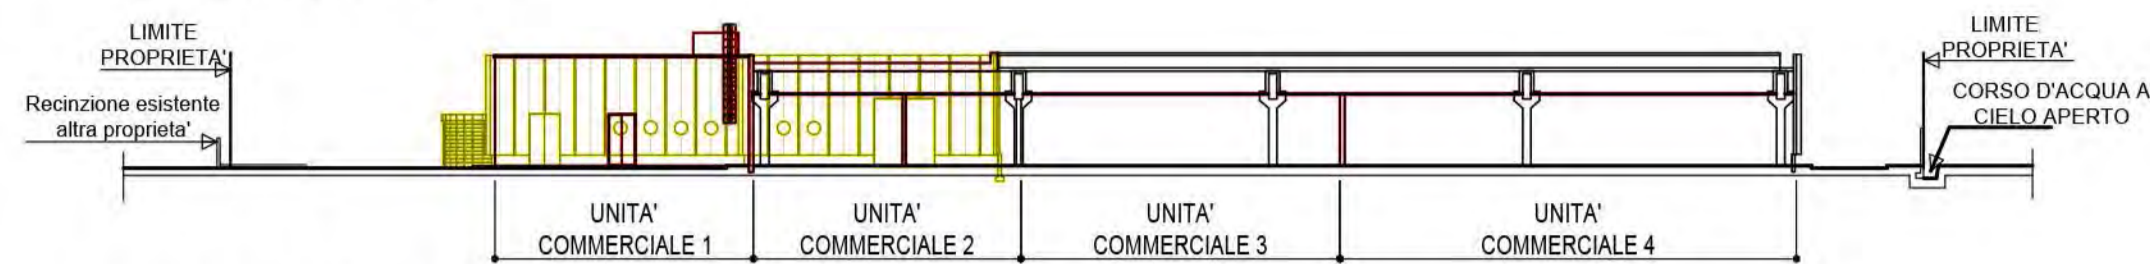 LIMITE
PROPRIETA'
Recinzione esistente
altra proprieta'
LIMITE
PROPRIETA'
CORSO D'ACQUA A
CIELO APERTO
UNITA'
COMMERCIALE 1
UNITA'
COMMERCIALE 2
UNITA'
COMMERCIALE 3
UNITA'
COMMERCIALE 4